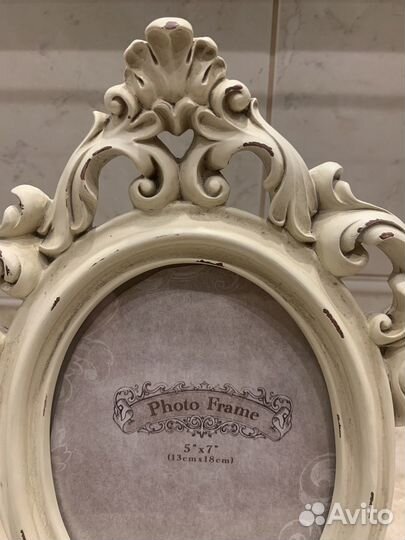 Photo Frame
5"x7"
(13cmx18cm)
Avito